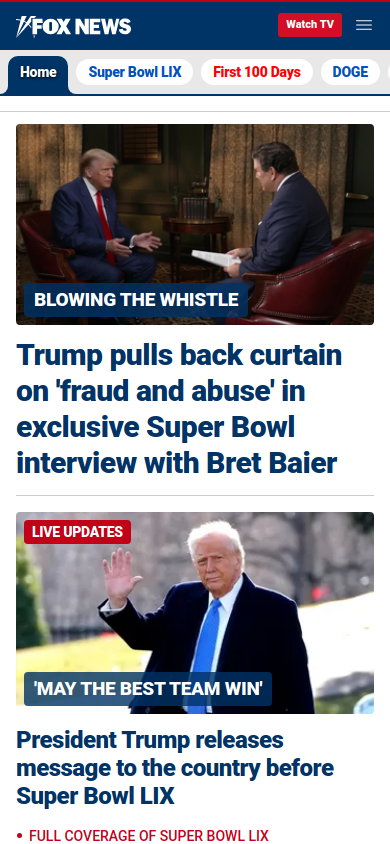 FOX NEWS
Watch TV
Home
Super Bowl LIX
First 100 Days
DOGE
BLOWING THE WHISTLE
Trump pulls back curtain
on 'fraud and abuse' in
exclusive Super Bowl
interview with Bret Baier
LIVE UPDATES
'MAY THE BEST TEAM WIN'
President Trump releases
message to the country before
Super Bowl LIX
• FULL COVERAGE OF SUPER BOWL LIX